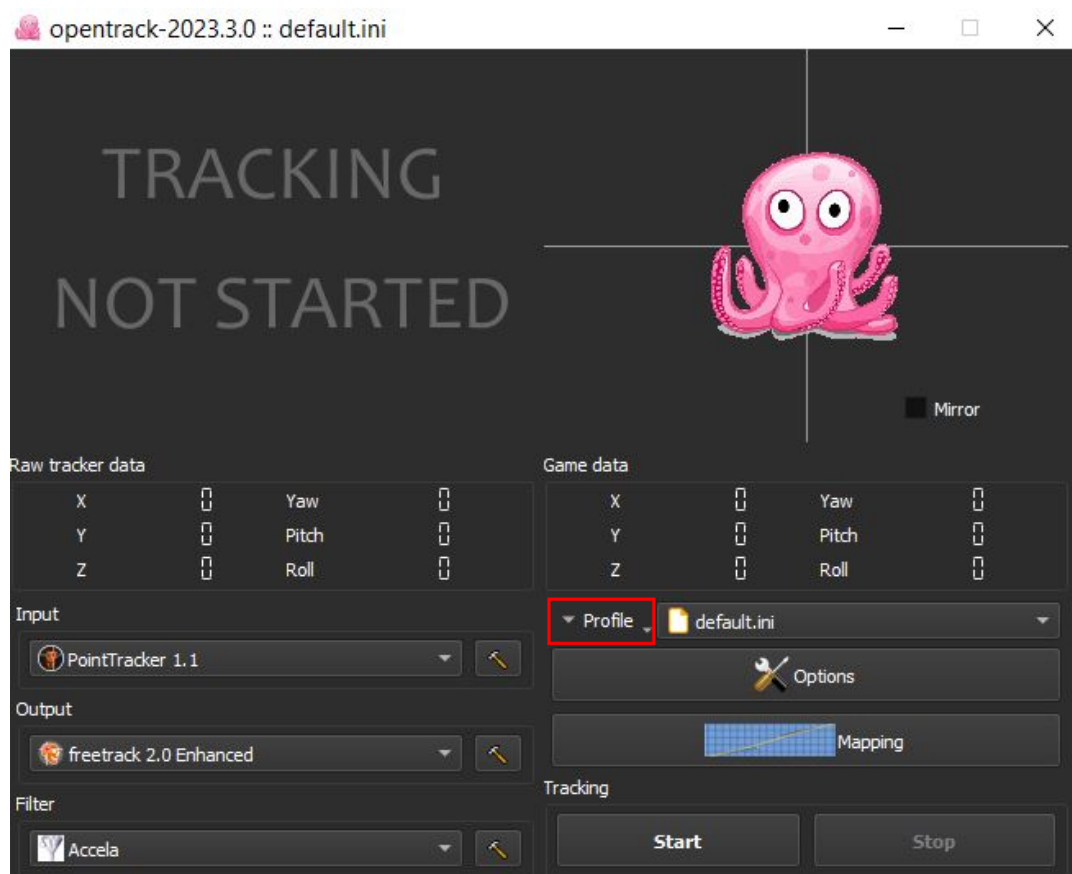 opentrack-2023.3.0 :: default.ini
TRACKING
NOT STARTED
Mirror
Raw tracker data
X 0 Yaw 0
Y 0 Pitch 0
Z 0 Roll 0
Game data
X 0 Yaw 0
Y 0 Pitch 0
Z 0 Roll 0
Input
PointTracker 1.1
Output
freetrack 2.0 Enhanced
Filter
Accela
Profile default.ini
Options
Mapping
Tracking
Start Stop